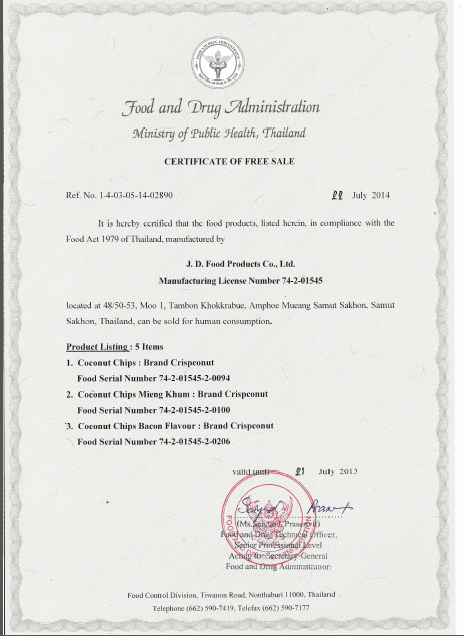 Food and Drug Administration
Ministry of Public Health, Thailand
CERTIFICATE OF FREE SALE
Ref. No. 1-4-03-05-14-02890 22 July 2014
It is hereby certified that the food products, listed herein, in compliance with the
Food Act 1979 of Thailand, manufactured by
J. D. Food Products Co., Ltd.
Manufacturing License Number 74-2-01545
located at 48/50-53, Moo 1, Tambon Khokkrabue, Amphoe Mueang Samut Sakhon, Samut
Sakhon, Thailand, can be sold for human consumption.
Product Listing : 5 Items
1. Coconut Chips : Brand Crispconut
Food Serial Number 74-2-01545-2-0094
2. Coconut Chips Mieng Khum : Brand Crispconut
Food Serial Number 74-2-01545-2-0100
3. Coconut Chips Bacon Flavour : Brand Crispconut
Food Serial Number 74-2-01545-2-0206
valid until 21 July 2015
Food and Drug Technical Officer,
Senior Professional Level
Acting for Secretary-General
Food and Drug Administration
Food Control Division, Tiwanon Road, Nonthaburi 11000, Thailand
Telephone (662) 590-7419, Telefax (662) 590-7177